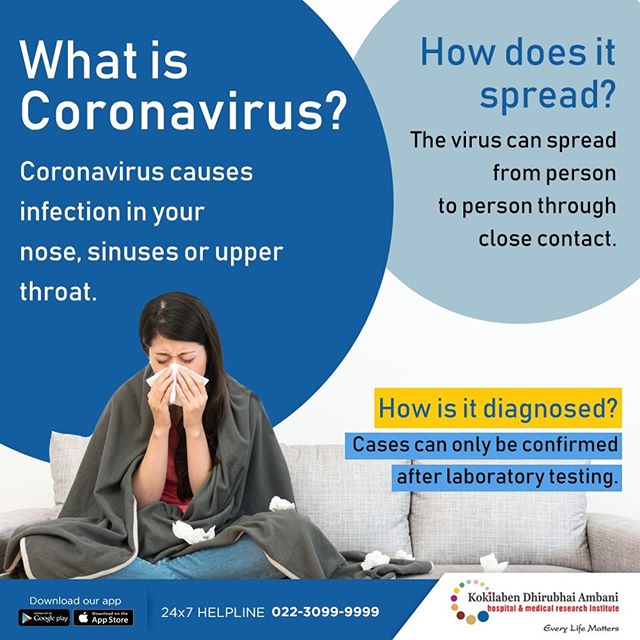 What is
Coronavirus?
Coronavirus causes
infection in your
nose, sinuses or upper
throat.
How does it
spread?
The virus can spread
from person
to person through
close contact.
How is it diagnosed?
Cases can only be confirmed
after laboratory testing.
Download our app
Google play
Download on the
App Store
24x7 HELPLINE 022-3099-9999
Kokilaben Dhirubhai Ambani
hospital & medical research institute
Every Life Matters